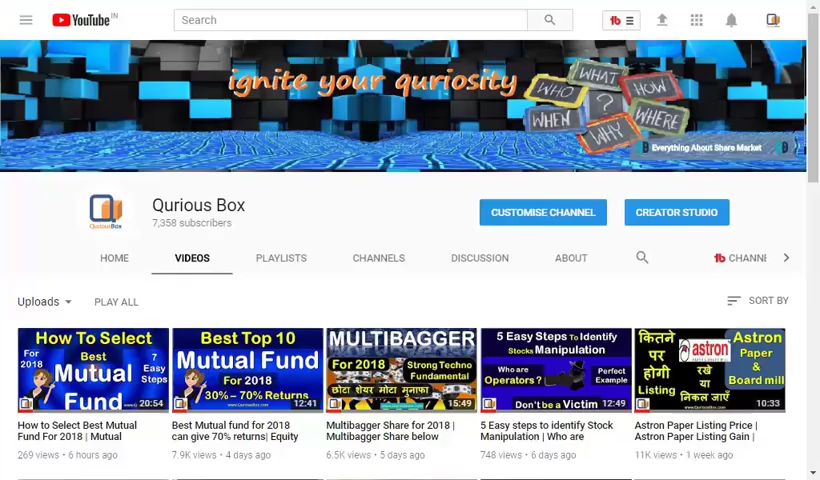 YouTube IN
Search
ignite your quriosity
WHO
WHAT
HOW
WHEN
?
WHERE
WHY
Everything About Share Market
Qurious Box
7,358 subscribers
QuriousBox
CUSTOMISE CHANNEL
CREATOR STUDIO
HOME
VIDEOS
PLAYLISTS
CHANNELS
DISCUSSION
ABOUT
CHANNE
Uploads
PLAY ALL
SORT BY
How To Select
For 2018
Best
Mutual
Fund
7 Easy Steps
20:54
How to Select Best Mutual
Fund For 2018 | Mutual
269 views • 6 hours ago
Best Top 10
Mutual Fund
For 2018
30% – 70% Returns
12:41
Best Mutual fund for 2018
can give 70% returns| Equity
7.9K views • 4 days ago
MULTIBAGGER
For 2018
Strong Techno
Fundamental
छोटा शेयर मोटा मुनाफा
15:49
Multibagger Share for 2018 |
Multibagger Share below
6.5K views • 5 days ago
5 Easy Steps To Identify
Stocks Manipulation
Who are
Operators ?
Perfect
Example
Don't be a Victim
12:49
5 Easy steps to identify Stock
Manipulation | Who are
748 views • 6 days ago
कितने
पर
होगी
Listing
astron
रखे
या
निकल जाएँ
Astron
Paper
&
Board mill
10:33
Astron Paper Listing Price |
Astron Paper Listing Gain |
11K views • 1 week ago